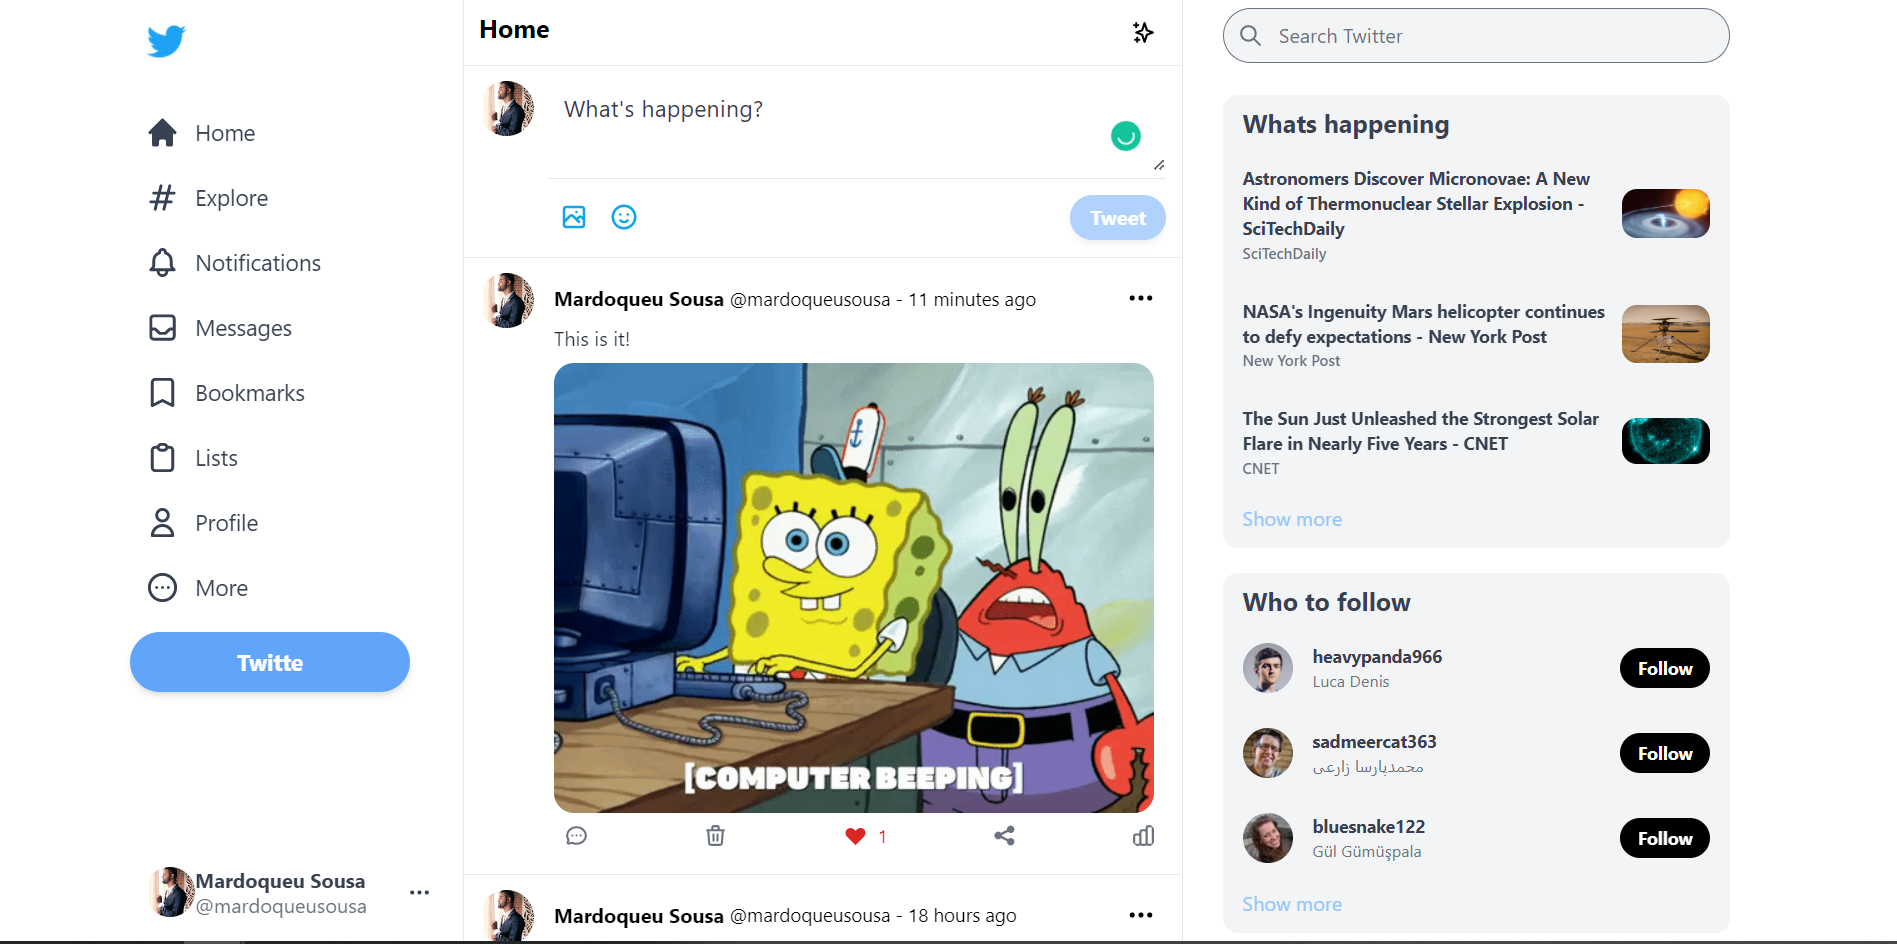 Home
Explore
Notifications
Messages
Bookmarks
Lists
Profile
More
Twitte
Mardoqueu Sousa
@mardoqueusousa
Home
What's happening?
Tweet
Mardoqueu Sousa @mardoqueusousa - 11 minutes ago
This is it!
[COMPUTER BEEPING]
1
Mardoqueu Sousa @mardoqueusousa - 18 hours ago
Search Twitter
Whats happening
Astronomers Discover Micronovae: A New
Kind of Thermonuclear Stellar Explosion -
SciTechDaily
SciTechDaily
NASA's Ingenuity Mars helicopter continues
to defy expectations - New York Post
New York Post
The Sun Just Unleashed the Strongest Solar
Flare in Nearly Five Years - CNET
CNET
Show more
Who to follow
heavypanda966
Luca Denis
Follow
sadmeercat363
محمدپارسا زارعی
Follow
bluesnake122
Gül Gümüşpala
Follow
Show more